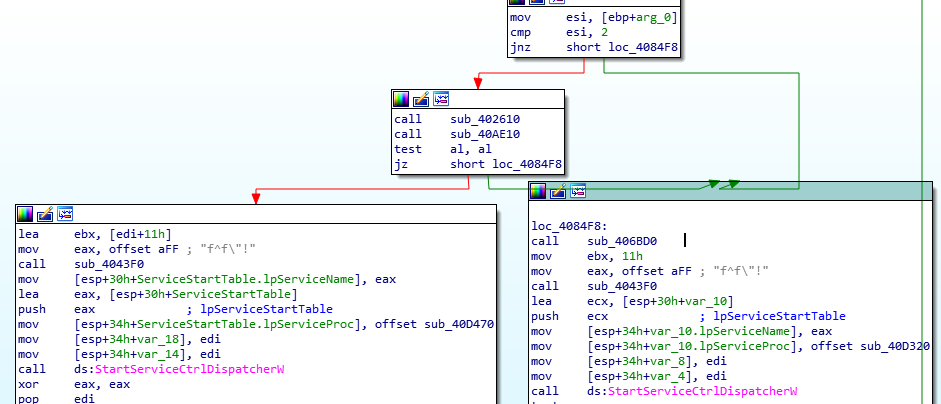 mov     esi, [ebp+arg_0]
cmp     esi, 2
jnz     short loc_4084F8
call    sub_402610
call    sub_40AE10
test    al, al
jz      short loc_4084F8
lea     ebx, [edi+11h]
mov     eax, offset aFF ; "f^f\"!"
call    sub_4043F0
mov     [esp+30h+ServiceStartTable.lpServiceName], eax
lea     eax, [esp+30h+ServiceStartTable]
push    eax             ; lpServiceStartTable
mov     [esp+34h+ServiceStartTable.lpServiceProc], offset sub_40D470
mov     [esp+34h+var_18], edi
mov     [esp+34h+var_14], edi
call    ds:StartServiceCtrlDispatcherW
xor     eax, eax
pop     edi
loc_4084F8:
call    sub_406BD0
mov     ebx, 11h
mov     eax, offset aFF ; "f^f\"!"
call    sub_4043F0
lea     ecx, [esp+30h+var_10]
push    ecx             ; lpServiceStartTable
mov     [esp+34h+var_10.lpServiceName], eax
mov     [esp+34h+var_10.lpServiceProc], offset sub_40D320
mov     [esp+34h+var_8], edi
mov     [esp+34h+var_4], edi
call    ds:StartServiceCtrlDispatcherW